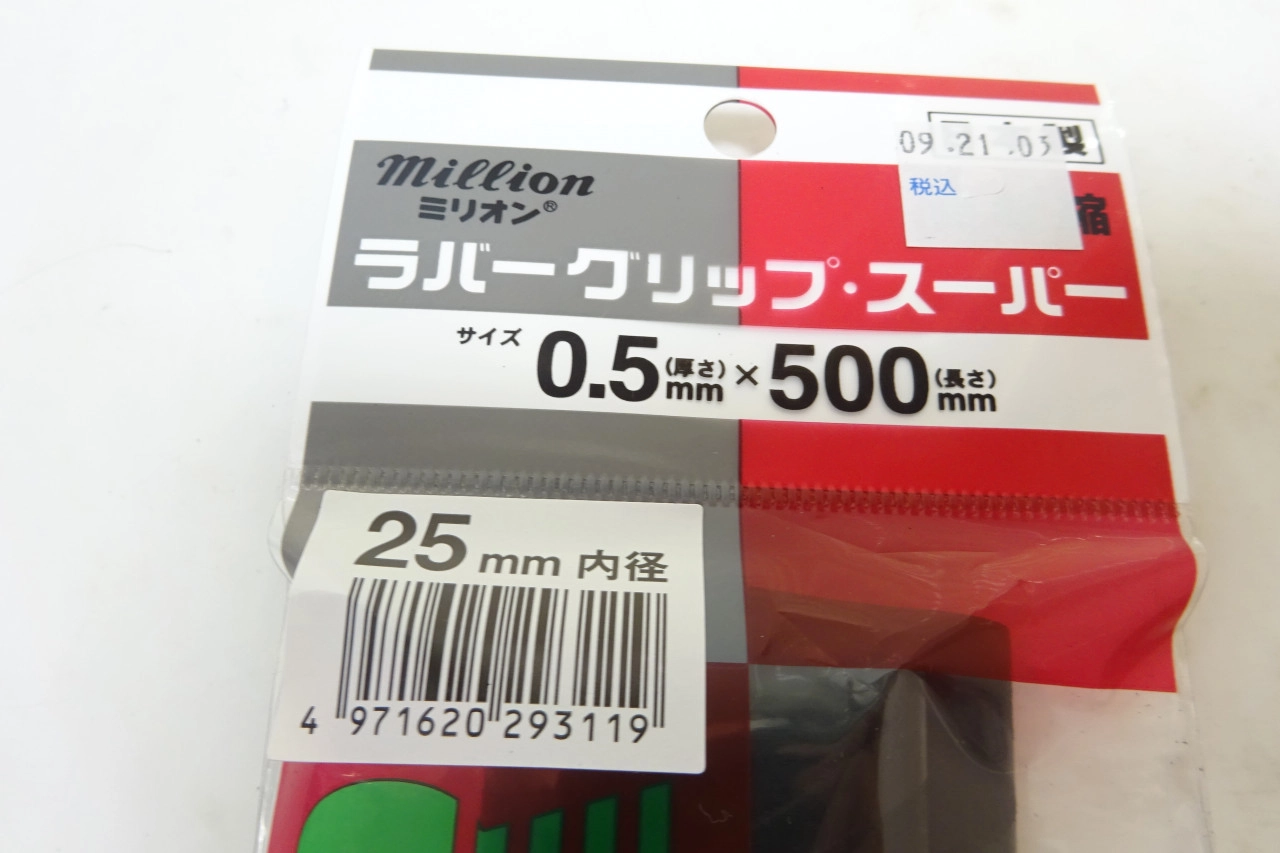 09.21.03 型
税込
縮
million
ミリオン®
ラバーグリップ・スーパー
サイズ 0.5(厚さ)mm×500(長さ)mm
25mm 内径
4 971620 293119